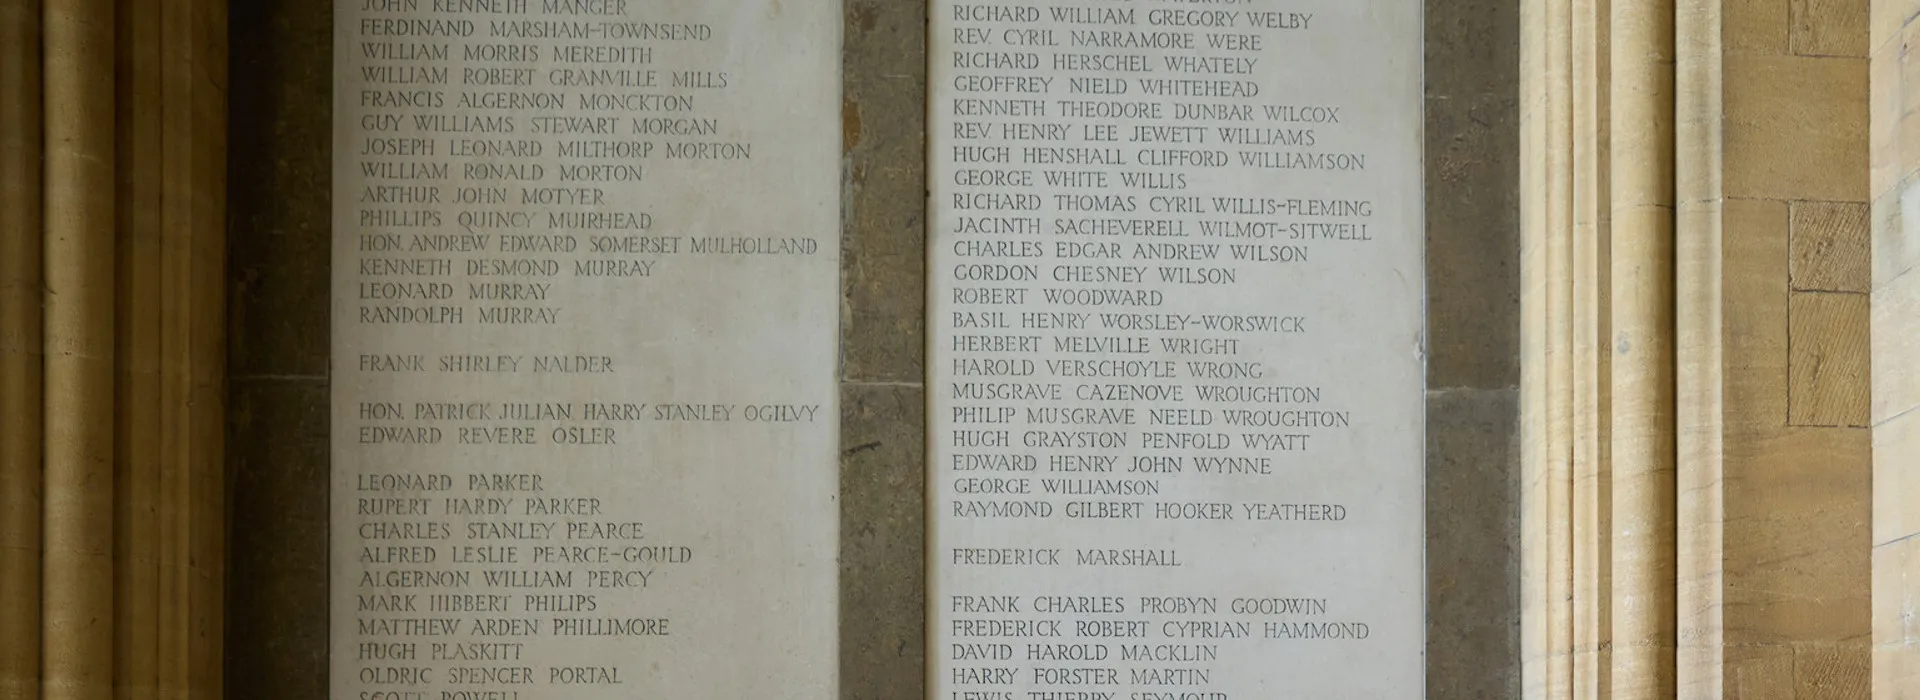 JOHN KENNETH MANGER
FERDINAND MARSHAM-TOWNSEND
WILLIAM MORRIS MEREDITH
WILLIAM ROBERT GRANVILLE MILLS
FRANCIS ALGERNON MONCKTON
GUY WILLIAMS STEWART MORGAN
JOSEPH LEONARD MILTHORP MORTON
WILLIAM RONALD MORTON
ARTHUR JOHN MOTYER
PHILLIPS QUINCY MUIRHEAD
HON. ANDREW EDWARD SOMERSET MULHOLLAND
KENNETH DESMOND MURRAY
LEONARD MURRAY
RANDOLPH MURRAY
FRANK SHIRLEY NALDER
HON. PATRICK JULIAN HARRY STANLEY OGILVY
EDWARD REVERE OSLER
LEONARD PARKER
RUPERT HARDY PARKER
CHARLES STANLEY PEARCE
ALFRED LESLIE PEARCE-GOULD
ALGERNON WILLIAM PERCY
MARK HIBBERT PHILIPS
MATTHEW ARDEN PHILLIMORE
HUGH PLASKITT
OLDRIC SPENCER PORTAL
SCOTT POWELL
RICHARD WILLIAM GREGORY WELBY
REV. CYRIL NARRAMORE WERE
RICHARD HERSCHEL WHATELY
GEOFFREY NIELD WHITEHEAD
KENNETH THEODORE DUNBAR WILCOX
REV. HENRY LEE JEWETT WILLIAMS
HUGH HENSHALL CLIFFORD WILLIAMSON
GEORGE WHITE WILLIS
RICHARD THOMAS CYRIL WILLIS-FLEMING
JACINTH SACHEVERELL WILMOT-SITWELL
CHARLES EDGAR ANDREW WILSON
GORDON CHESNEY WILSON
ROBERT WOODWARD
BASIL HENRY WORSLEY-WORSWICK
HERBERT MELVILLE WRIGHT
HAROLD VERSCHOYLE WRONG
MUSGRAVE CAZENOVE WROUGHTON
PHILIP MUSGRAVE NEELD WROUGHTON
HUGH GRAYSTON PENFOLD WYATT
EDWARD HENRY JOHN WYNNE
GEORGE WILLIAMSON
RAYMOND GILBERT HOOKER YEATHERD
FREDERICK MARSHALL
FRANK CHARLES PROBYN GOODWIN
FREDERICK ROBERT CYPRIAN HAMMOND
DAVID HAROLD MACKLIN
HARRY FORSTER MARTIN
LEWIS THIERRY SEYMOUR